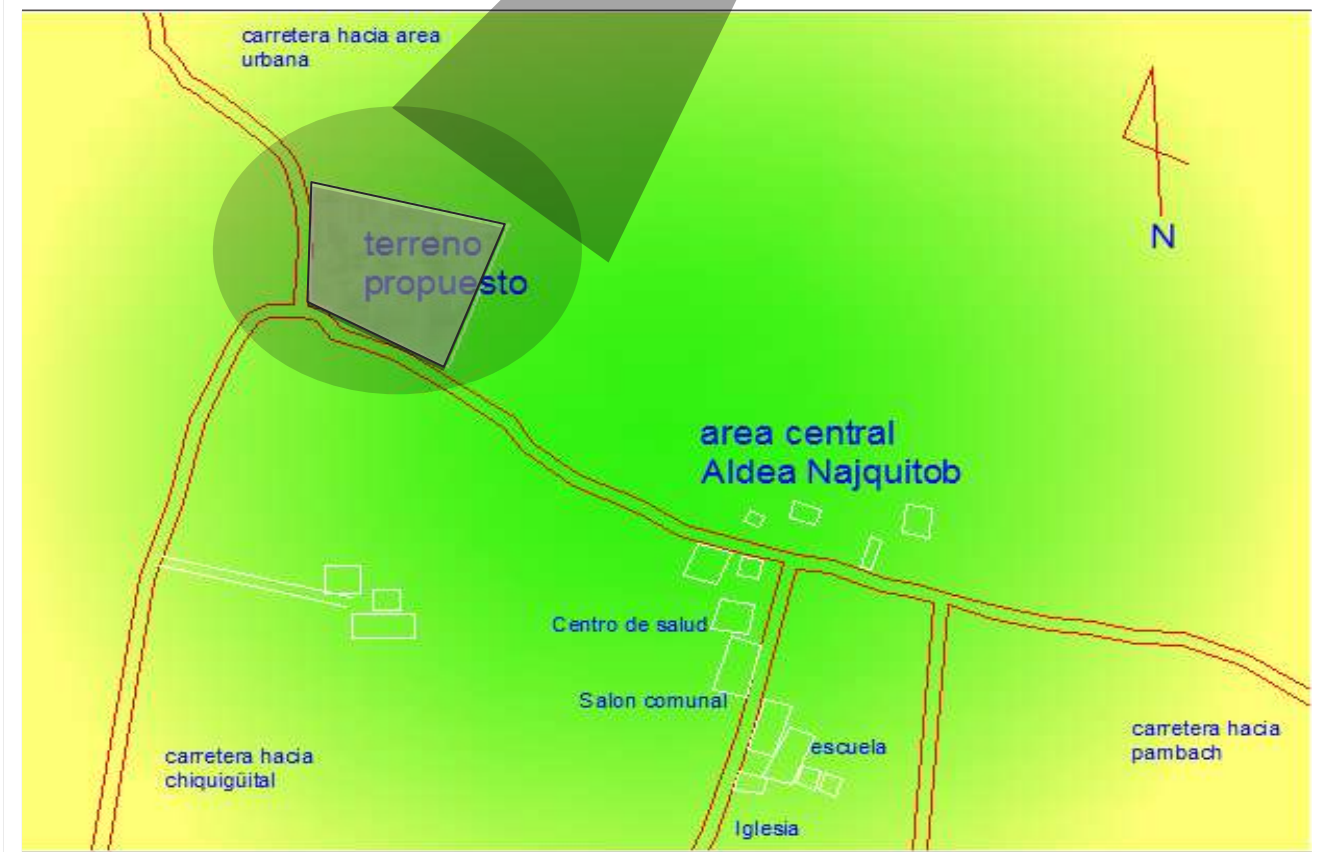 carretera hacia area
urbana
terreno
propuesto
N
area central
Aldea Najquitob
Centro de salud
Salon comunal
escuela
Iglesia
carretera hacia
chiquigüital
carretera hacia
pambach